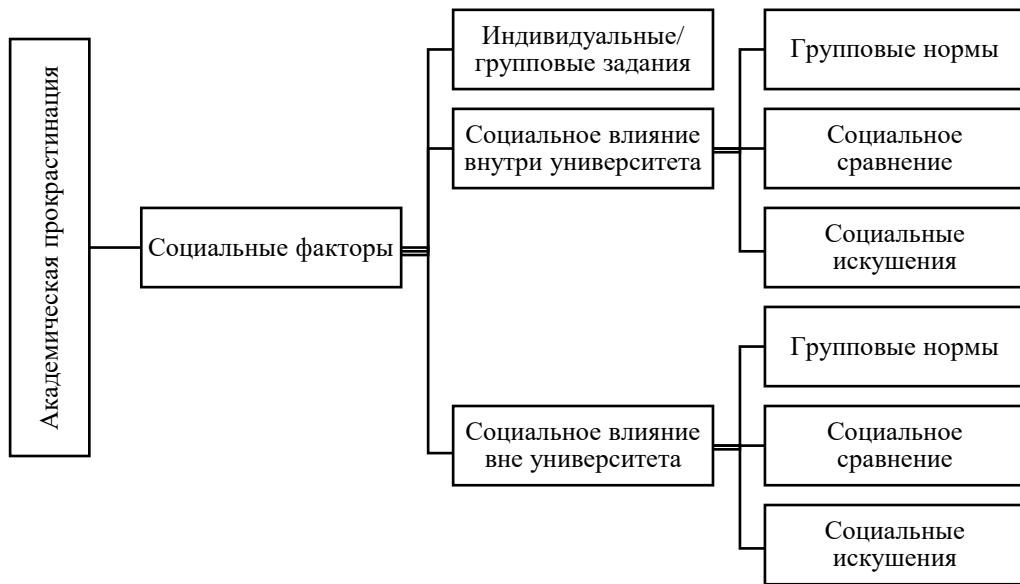 Академическая прокрастинация
Социальные факторы
Индивидуальные/
групповые задания
Социальное влияние
внутри университета
Групповые нормы
Социальное
сравнение
Социальные
искушения
Социальное влияние
вне университета
Групповые нормы
Социальное
сравнение
Социальные
искушения